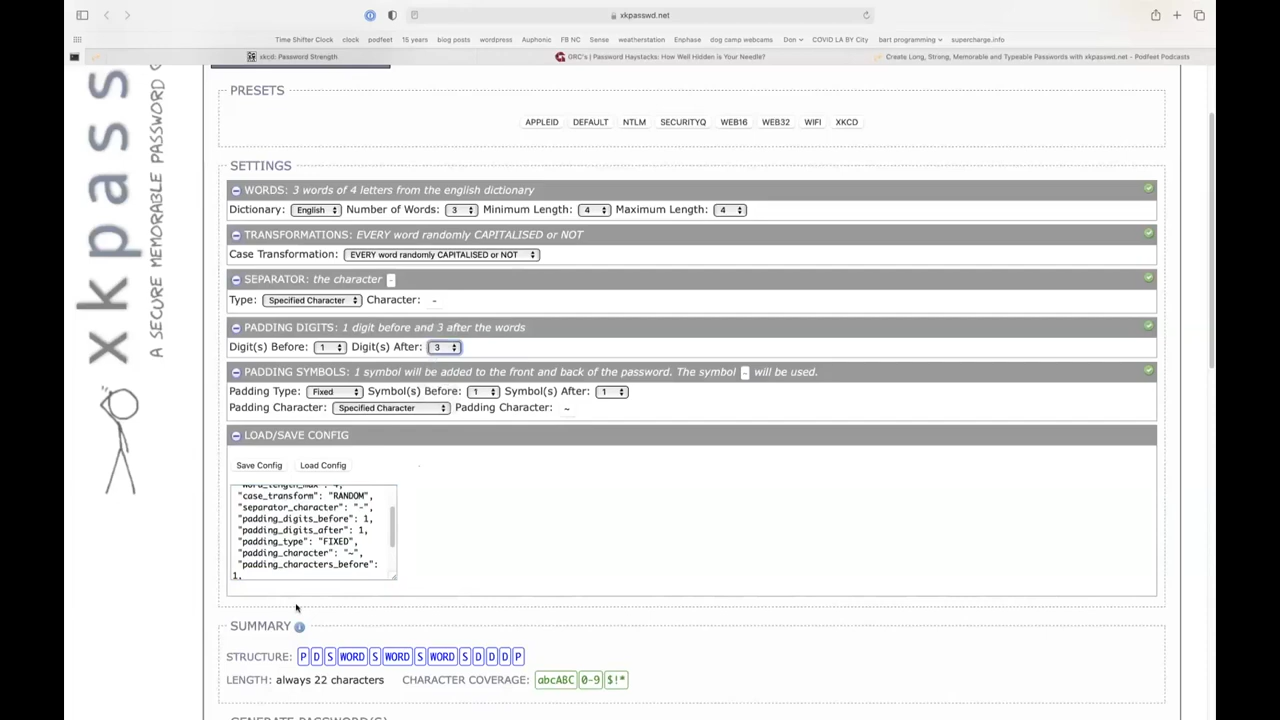 xkpasswd.net
Time Shifter Clock clock podfeet 15 years blog posts wordpress Auphonic FB NC Sense weatherstation Enphase dog camp webcams Don COVID LA BY City bart programming supercharge.info
xkcd: Password Strength GRC's | Password Haystacks: How Well Hidden is Your Needle? Create Long, Strong, Memorable and Typeable Passwords with xkpasswd.net - Podfeet Podcasts
xkpass
A SECURE MEMORABLE PASSWORD
PRESETS
APPLEID DEFAULT NTLM SECURITYQ WEB16 WEB32 WIFI XKCD
SETTINGS
WORDS: 3 words of 4 letters from the english dictionary
Dictionary: English Number of Words: 3 Minimum Length: 4 Maximum Length: 4
TRANSFORMATIONS: EVERY word randomly CAPITALISED or NOT
Case Transformation: EVERY word randomly CAPITALISED or NOT
SEPARATOR: the character -
Type: Specified Character Character: -
PADDING DIGITS: 1 digit before and 3 after the words
Digit(s) Before: 1 Digit(s) After: 3
PADDING SYMBOLS: 1 symbol will be added to the front and back of the password. The symbol ~ will be used.
Padding Type: Fixed Symbol(s) Before: 1 Symbol(s) After: 1
Padding Character: Specified Character Padding Character: ~
LOAD/SAVE CONFIG
Save Config Load Config
"word_length_max": 4,
"case_transform": "RANDOM",
"separator_character": "-",
"padding_digits_before": 1,
"padding_digits_after": 1,
"padding_type": "FIXED",
"padding_character": "~",
"padding_characters_before":
1,
SUMMARY
STRUCTURE: P D S WORD S WORD S WORD S D D D P
LENGTH: always 22 characters CHARACTER COVERAGE: abcABC 0-9 $!*
GENERATE PASSWORD(S)